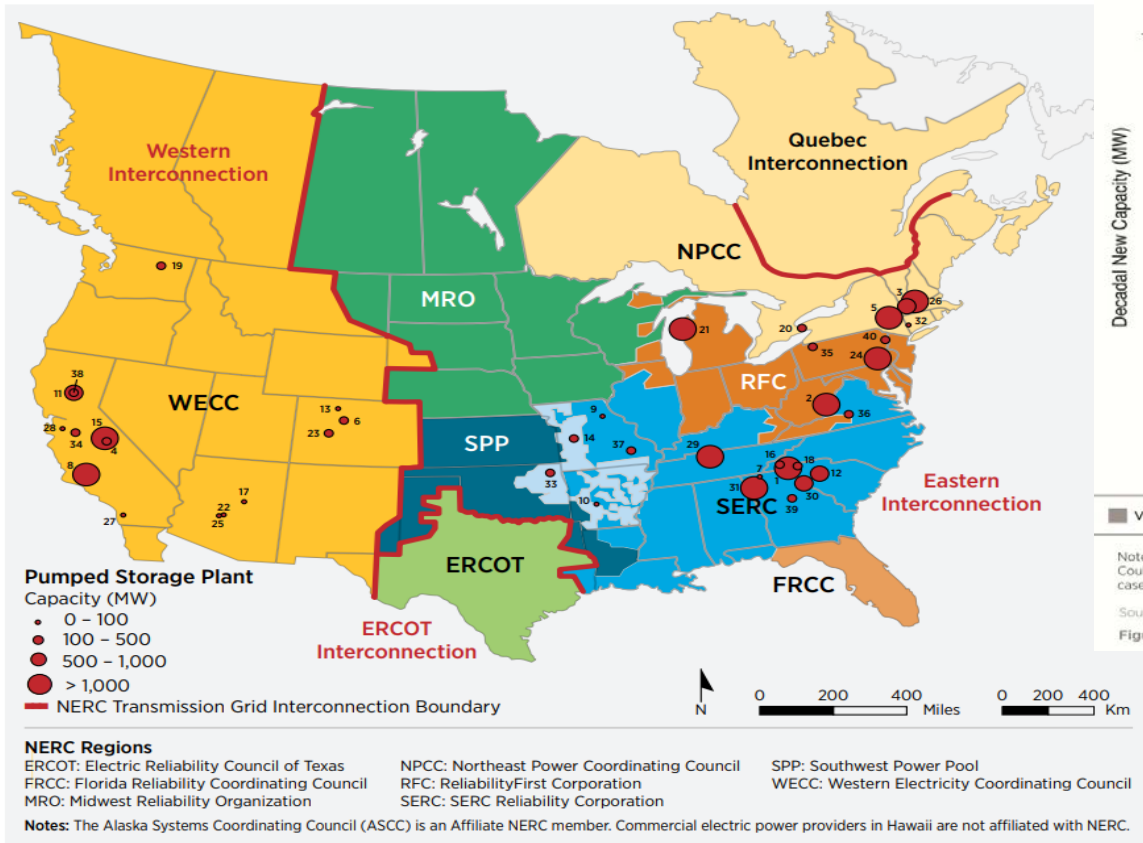 Western
Interconnection
Quebec
Interconnection
NPCC
MRO
WECC
RFC
SPP
SERC
ERCOT
FRCC
Eastern
Interconnection
ERCOT
Interconnection
19
3
26
5
32
20
40
21
35
24
38
11
2
36
13
6
9
28
15
23
14
37
29
34
4
16
18
12
8
7
1
33
31
30
17
10
39
22
27
25
Pumped Storage Plant
Capacity (MW)
0 – 100
100 – 500
500 – 1,000
> 1,000
NERC Transmission Grid Interconnection Boundary
N
0 200 400 Miles
0 200 400 Km
NERC Regions
ERCOT: Electric Reliability Council of Texas
FRCC: Florida Reliability Coordinating Council
MRO: Midwest Reliability Organization
NPCC: Northeast Power Coordinating Council
RFC: ReliabilityFirst Corporation
SERC: SERC Reliability Corporation
SPP: Southwest Power Pool
WECC: Western Electricity Coordinating Council
Notes: The Alaska Systems Coordinating Council (ASCC) is an Affiliate NERC member. Commercial electric power providers in Hawaii are not affiliated with NERC.
Decadal New Capacity (MW)
V
Note
Cou
case
Sou
Figu